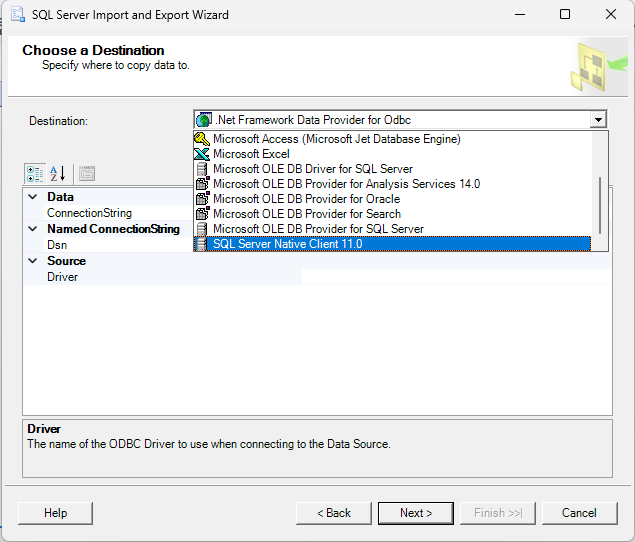 SQL Server Import and Export Wizard
Choose a Destination
Specify where to copy data to.
Destination:
.Net Framework Data Provider for Odbc
Microsoft Access (Microsoft Jet Database Engine)
Microsoft Excel
Microsoft OLE DB Driver for SQL Server
Microsoft OLE DB Provider for Analysis Services 14.0
Microsoft OLE DB Provider for Oracle
Microsoft OLE DB Provider for Search
Microsoft OLE DB Provider for SQL Server
SQL Server Native Client 11.0
Data
ConnectionString
Named ConnectionString
Dsn
Source
Driver
Driver
The name of the ODBC Driver to use when connecting to the Data Source.
Help
< Back
Next >
Finish >>|
Cancel